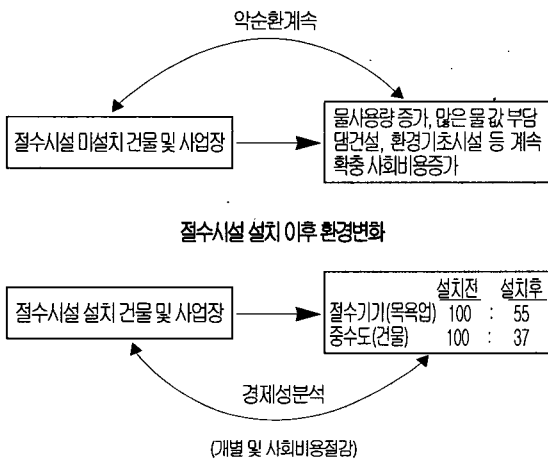 악순환계속
절수시설 미설치 건물 및 사업장
물사용량 증가, 많은 물 값 부담
댐건설, 환경기초시설 등 계속
확충 사회비용증가
절수시설 설치 이후 환경변화
절수시설 설치 건물 및 사업장
설치전 설치후
절수기기(목욕업) 100 : 55
중수도(건물) 100 : 37
경제성분석
(개별 및 사회비용절감)